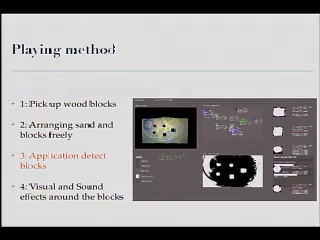 Playing method
1: Pick up wood blocks
2: Arranging sand and
blocks freely
3: Application detect
blocks
4: Visual and Sound
effects around the blocks